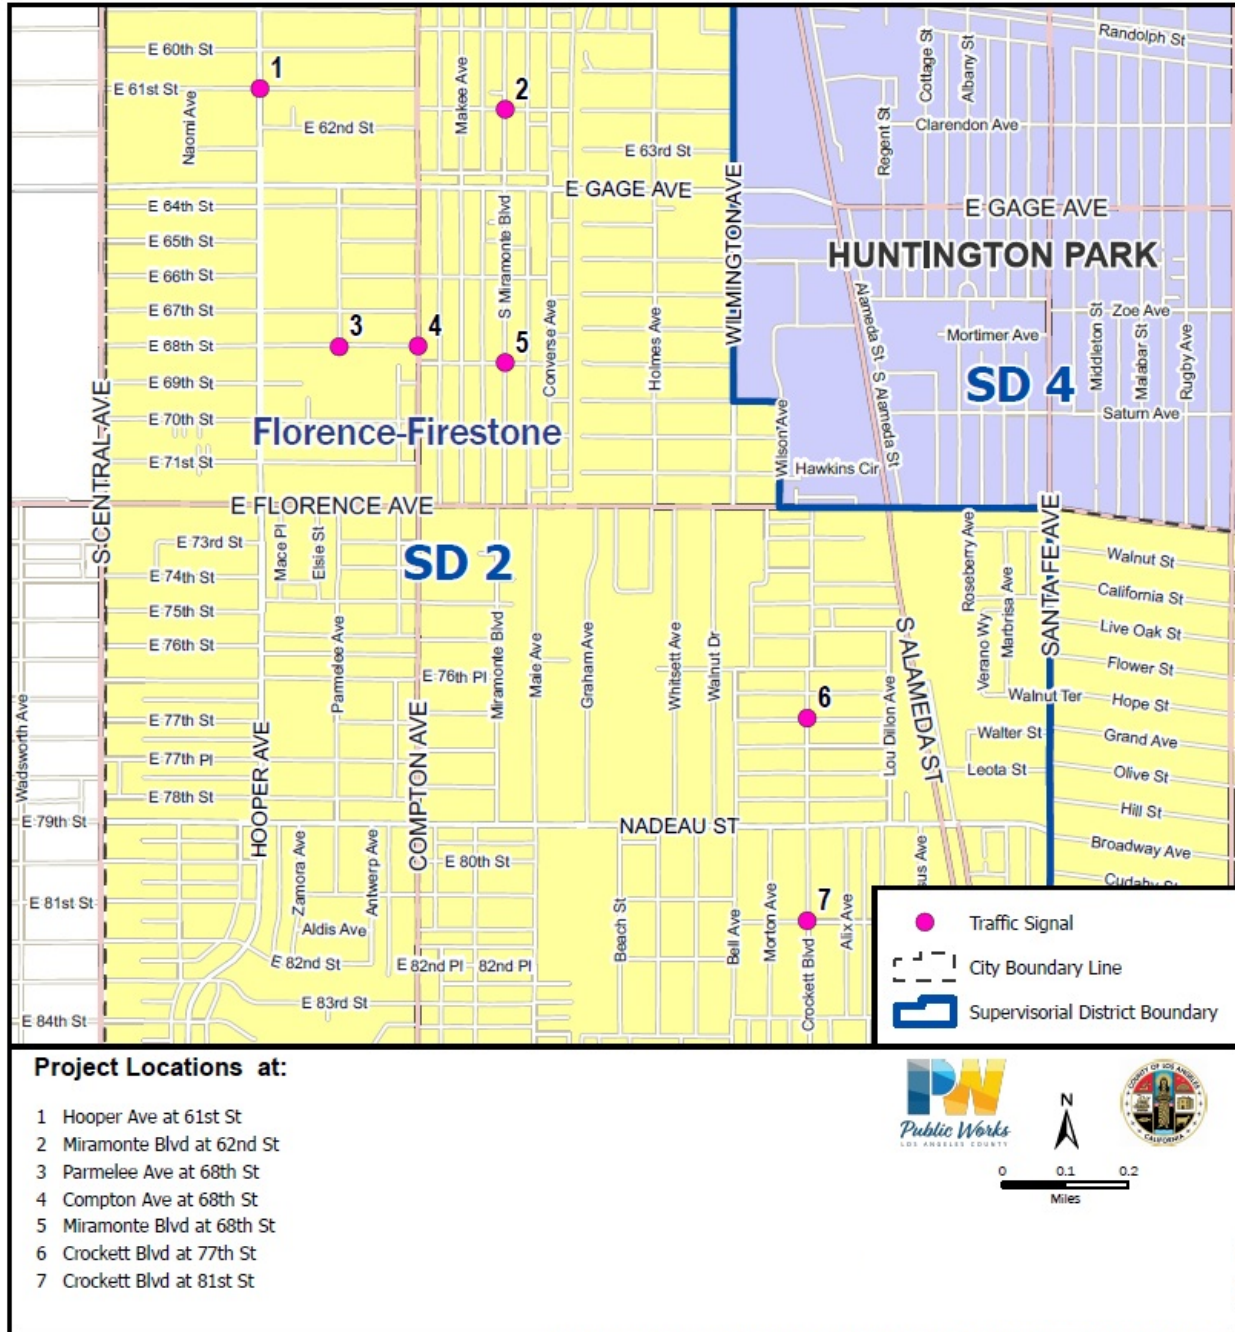 E 60th St
1
E 61st St
2
Naomi Ave
E 62nd St
Makee Ave
E 63rd St
E GAGE AVE
E 64th St
E 65th St
E 66th St
E 67th St
E 68th St
3
4
5
S Miramonte Blvd
Converse Ave
Holmes Ave
WILMINGTON AVE
E 69th St
E 70th St
E 71st St
Florence-Firestone
S CENTRAL AVE
E FLORENCE AVE
Randolph St
Cottage St
Albany St
Regent St
Clarendon Ave
E GAGE AVE
HUNTINGTON PARK
Alameda St
S Alameda St
Zoe Ave
Mortimer Ave
Middleton St
Malabar St
Rugby Ave
SD 4
Saturn Ave
Wilson Ave
Hawkins Cir
SD 2
E 73rd St
Mace Pl
Elsie St
E 74th St
E 75th St
E 76th St
Parmelee Ave
E 76th Pl
Miramonte Blvd
Maie Ave
Graham Ave
Whitsett Ave
Walnut Dr
6
Lou Dillon Ave
S ALAMEDA ST
Roseberry Ave
Marbrisa Ave
Verano Wy
SANTA FE AVE
Walnut St
California St
Live Oak St
Flower St
Walnut Ter
Hope St
Walter St
Grand Ave
Leota St
Olive St
Hill St
Broadway Ave
Wadsworth Ave
E 77th St
E 77th Pl
E 78th St
E 79th St
HOOPER AVE
COMPTON AVE
NADEAU ST
E 80th St
Zamora Ave
Antwerp Ave
E 81st St
Aldis Ave
E 82nd St
E 82nd Pl
82nd Pl
E 83rd St
E 84th St
Beach St
Bell Ave
Morton Ave
7
Crockett Blvd
Alix Ave
Traffic Signal
City Boundary Line
Supervisorial District Boundary
Project Locations at:
1 Hooper Ave at 61st St
2 Miramonte Blvd at 62nd St
3 Parmelee Ave at 68th St
4 Compton Ave at 68th St
5 Miramonte Blvd at 68th St
6 Crockett Blvd at 77th St
7 Crockett Blvd at 81st St
PW
Public Works
LOS ANGELES COUNTY
N
COUNTY OF LOS ANGELES
CALIFORNIA
0 0.1 0.2
Miles